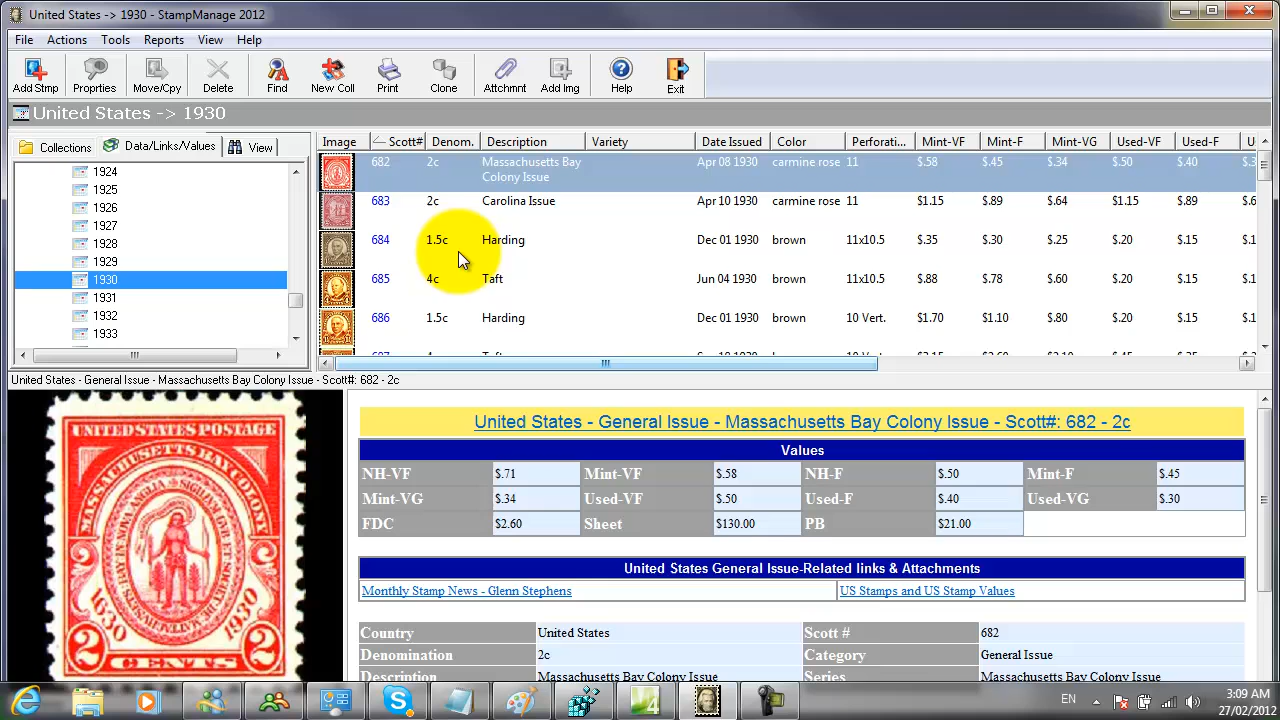 United States -> 1930 - StampManage 2012
File Actions Tools Reports View Help
Add Stmp Proprties Move/Cpy Delete Find New Coll Print Clone Attchmnt Add Img Help Exit
United States -> 1930
Collections Data/Links/Values View
1924
1925
1926
1927
1928
1929
1930
1931
1932
1933
Image Scott# Denom. Description Variety Date Issued Color Perforati... Mint-VF Mint-F Mint-VG Used-VF Used-F
682 2c Massachusetts Bay Colony Issue Apr 08 1930 carmine rose 11 $.58 $.45 $.34 $.50 $.40
683 2c Carolina Issue Apr 10 1930 carmine rose 11 $1.15 $.89 $.64 $1.15 $.89
684 1.5c Harding Dec 01 1930 brown 11x10.5 $.35 $.30 $.25 $.20 $.15
685 4c Taft Jun 04 1930 brown 11x10.5 $.88 $.78 $.60 $.20 $.15
686 1.5c Harding Dec 01 1930 brown 10 Vert. $1.70 $1.10 $.80 $.20 $.15
United States - General Issue - Massachusetts Bay Colony Issue - Scott#: 682 - 2c
UNITED STATES POSTAGE
MASSACHUSETTS BAY COLONY
1630 1930
2 CENTS 2
United States - General Issue - Massachusetts Bay Colony Issue - Scott#: 682 - 2c
Values
NH-VF $.71 Mint-VF $.58 NH-F $.50 Mint-F $.45
Mint-VG $.34 Used-VF $.50 Used-F $.40 Used-VG $.30
FDC $2.60 Sheet $130.00 PB $21.00
United States General Issue-Related links & Attachments
Monthly Stamp News - Glenn Stephens US Stamps and US Stamp Values
Country United States Scott # 682
Denomination 2c Category General Issue
Description Massachusetts Bay Colony Issue Series Massachusetts Bay Colony Issue
EN 3:09 AM
27/02/2012